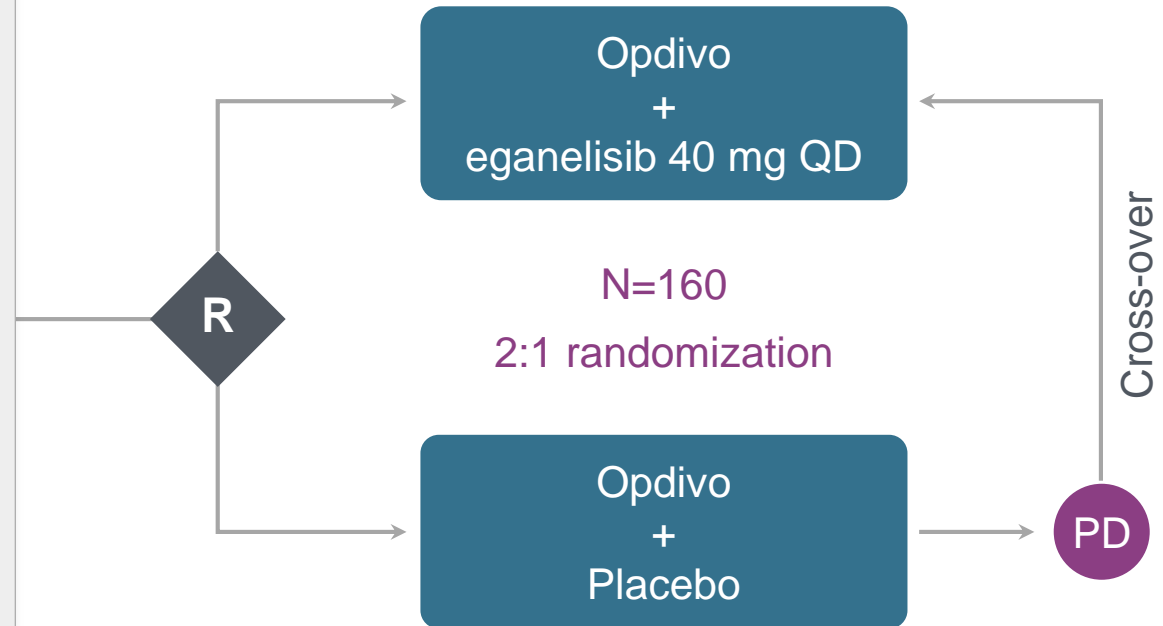 Opdivo
+
eganelisib 40 mg QD
R
N=160
2:1 randomization
Cross-over
Opdivo
+
Placebo
PD